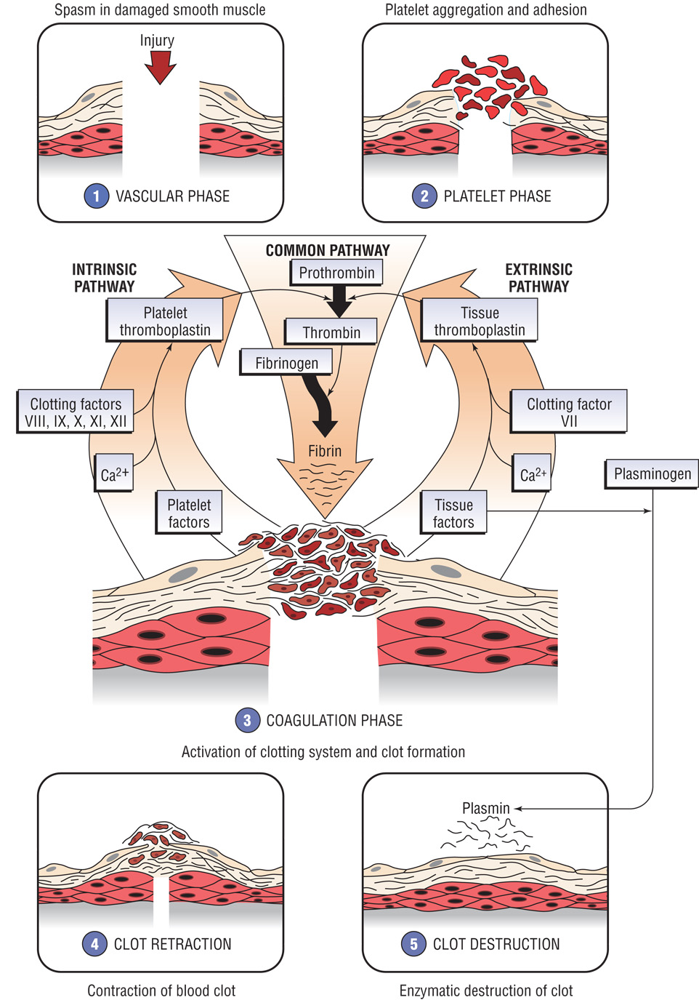 Spasm in damaged smooth muscle
Injury
1 VASCULAR PHASE
Platelet aggregation and adhesion
2 PLATELET PHASE
INTRINSIC
PATHWAY
COMMON PATHWAY
EXTRINSIC
PATHWAY
Prothrombin
Platelet
thromboplastin
Thrombin
Tissue
thromboplastin
Fibrinogen
Clotting factors
VIII, IX, X, XI, XII
Clotting factor
VII
Fibrin
Ca²⁺
Ca²⁺
Plasminogen
Platelet
factors
Tissue
factors
3 COAGULATION PHASE
Activation of clotting system and clot formation
4 CLOT RETRACTION
Contraction of blood clot
Plasmin
5 CLOT DESTRUCTION
Enzymatic destruction of clot